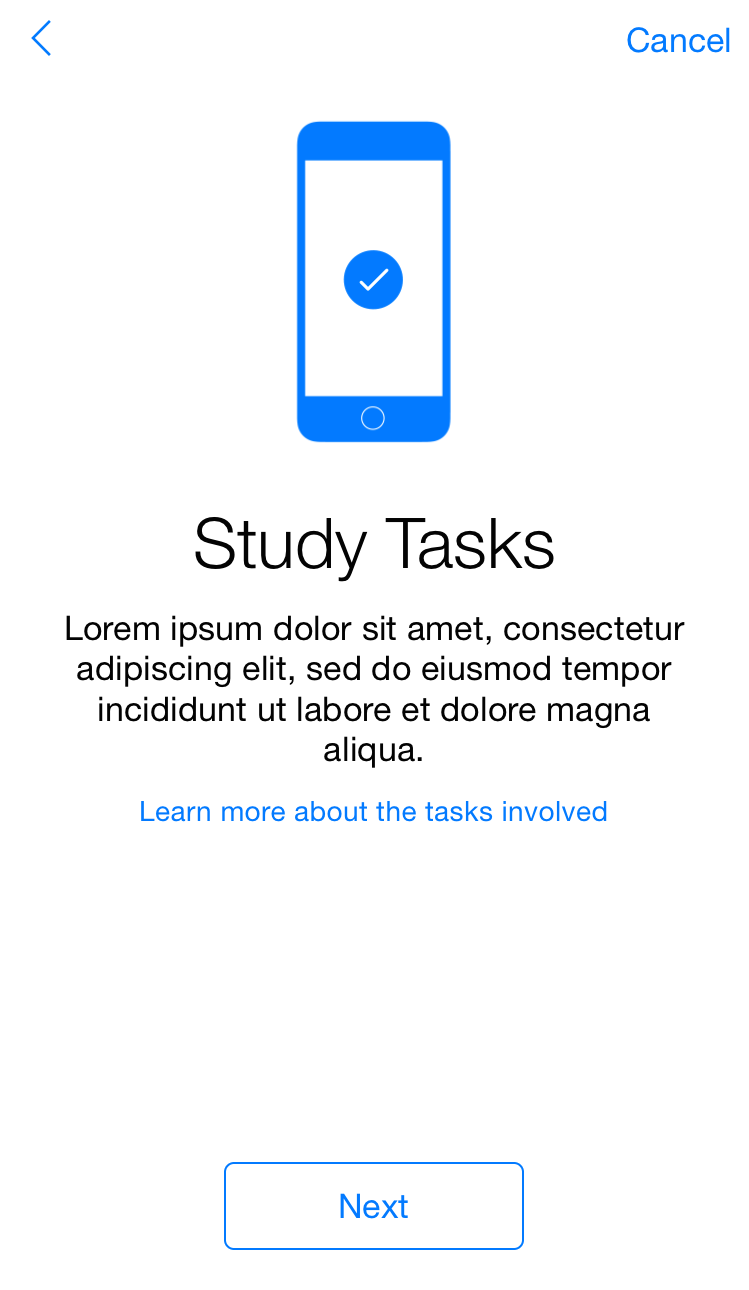 Cancel
Study Tasks
Lorem ipsum dolor sit amet, consectetur
adipiscing elit, sed do eiusmod tempor
incididunt ut labore et dolore magna
aliqua.
Learn more about the tasks involved
Next